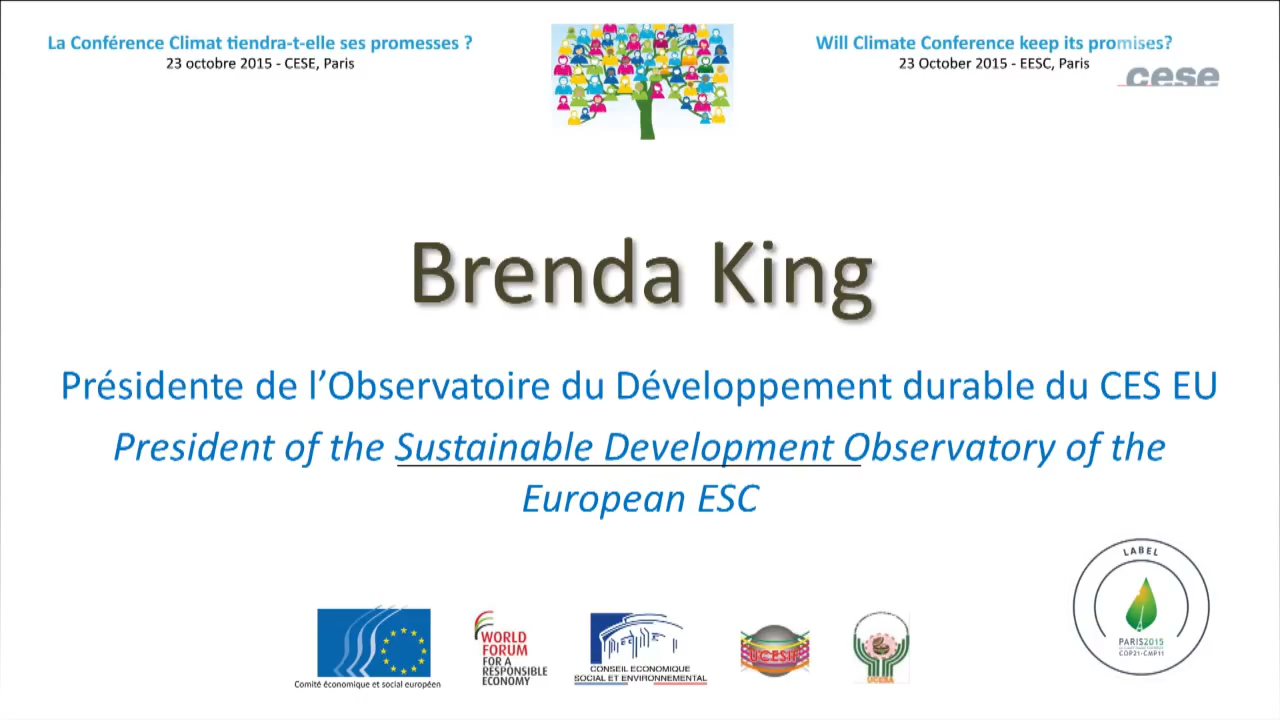 La Conférence Climat tiendra-t-elle ses promesses ?
23 octobre 2015 - CESE, Paris
Will Climate Conference keep its promises?
23 October 2015 - EESC, Paris
cese
Brenda King
Présidente de l’Observatoire du Développement durable du CES EU
President of the Sustainable Development Observatory of the
European ESC
LABEL
PARIS2015
COP21·CMP11
Comité économique et social européen
WORLD
FORUM
FOR A
RESPONSIBLE
ECONOMY
CONSEIL ECONOMIQUE
SOCIAL ET ENVIRONNEMENTAL
UCESIF